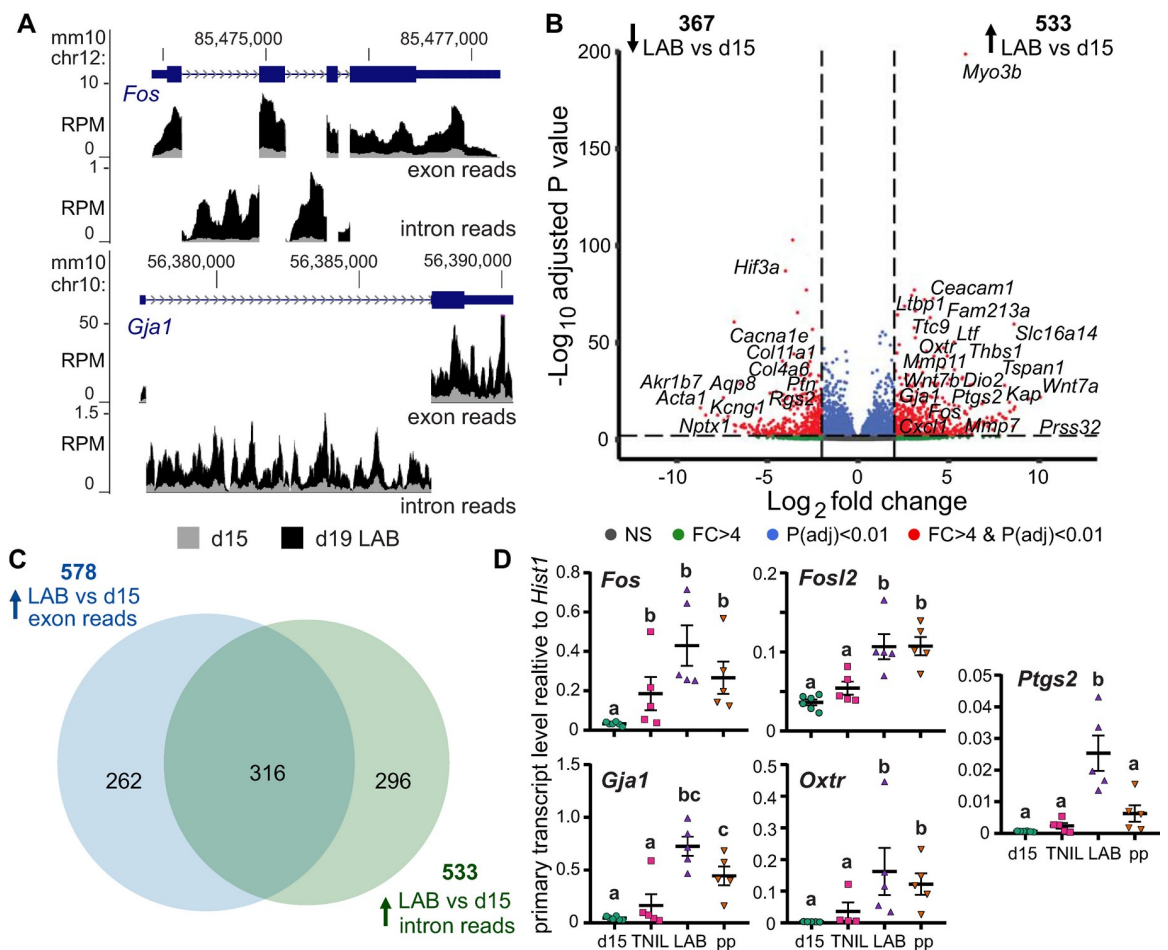 A
mm10
chr12:
85,475,000
85,477,000
10
Fos
RPM
0
exon reads
1
RPM
0
intron reads
mm10
chr10:
56,380,000
56,385,000
56,390,000
Gja1
50
RPM
0
exon reads
1.5
RPM
0
intron reads
d15
d19 LAB
B
367
LAB vs d15
533
LAB vs d15
-Log10 adjusted P value
200
150
100
50
0
Myo3b
Hif3a
Ceacam1
Ltbp1
Fam213a
Ttc9
Ltf
Slc16a14
Cacna1e
Oxtr
Thbs1
Col11a1
Mmp11
Tspan1
Col4a6
Akr1b7
Aqp8
Ptn
Wnt7b
Dio2
Wnt7a
Acta1
Rgs2
Gja1
Ptgs2
Kap
Kcng1
Fos
Nptx1
Cxcl1
Mmp7
Prss32
-10
-5
0
5
10
Log2 fold change
NS
FC>4
P(adj)<0.01
FC>4 & P(adj)<0.01
C
578
LAB vs d15
exon reads
262
316
296
533
LAB vs d15
intron reads
D
primary transcript level realtive to Hist1
Fos
0.8
0.6
0.4
0.2
0
a
b
b
b
Fosl2
0.2
0.1
0
a
a
b
b
Gja1
1.5
1.0
0.5
0
a
a
bc
c
d15
TNIL
LAB
pp
Oxtr
0.5
0.4
0.3
0.2
0.1
0
a
a
b
b
d15
TNIL
LAB
pp
Ptgs2
0.05
0.04
0.03
0.02
0.01
0
a
a
b
a
d15
TNIL
LAB
pp